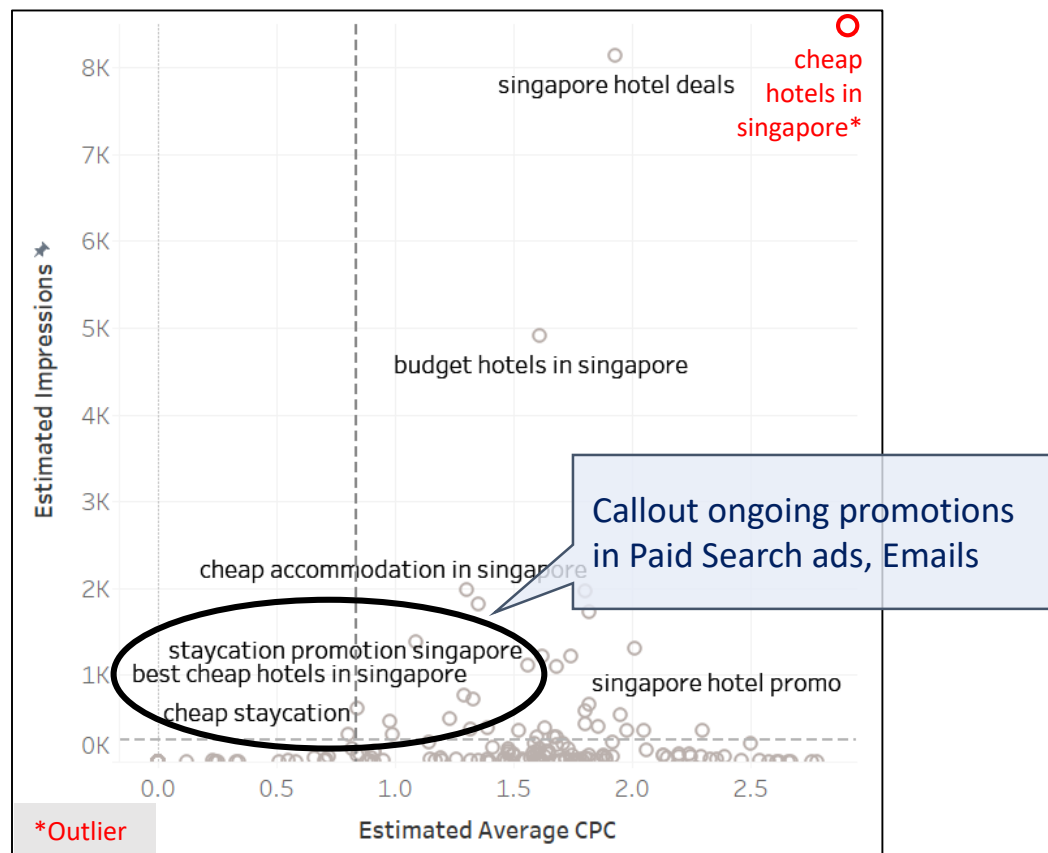 8K
7K
6K
5K
4K
3K
2K
1K
0K
Estimated Impressions
singapore hotel deals
cheap
hotels in
singapore*
budget hotels in singapore
Callout ongoing promotions
in Paid Search ads, Emails
cheap accommodation in singapore
staycation promotion singapore
best cheap hotels in singapore
singapore hotel promo
cheap staycation
0.0 0.5 1.0 1.5 2.0 2.5
Estimated Average CPC
*Outlier